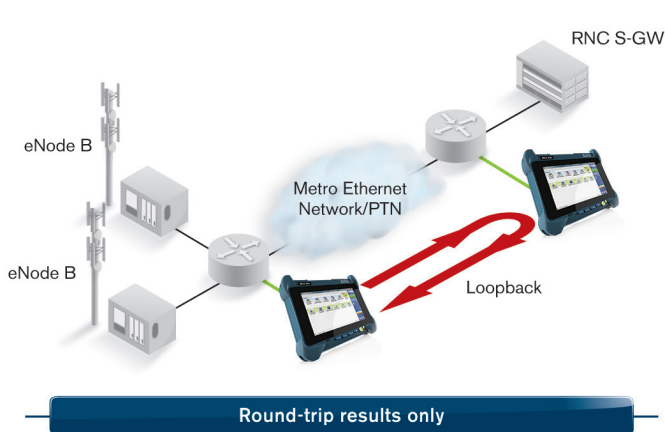 RNC S-GW
eNode B
Metro Ethernet
Network/PTN
eNode B
Loopback
Round-trip results only